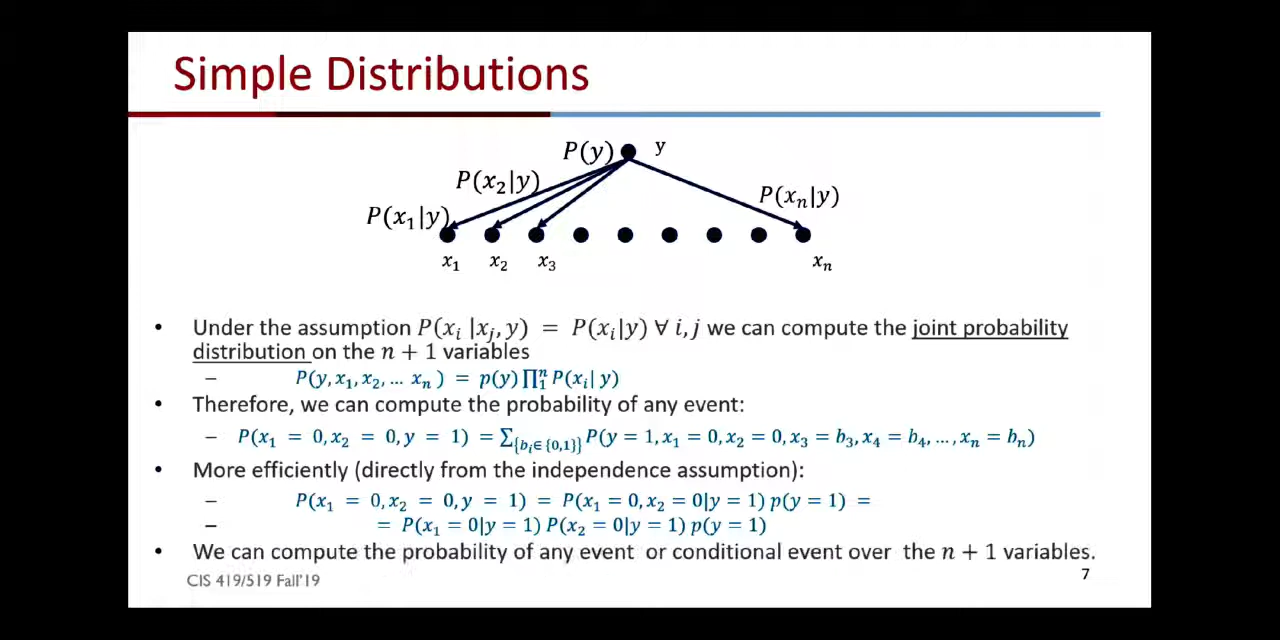 Simple Distributions
P(y) y
P(x₂|y)
P(xₙ|y)
P(x₁|y)
x₁ x₂ x₃ xₙ
• Under the assumption P(xᵢ |xⱼ, y) = P(xᵢ|y) ∀ i, j we can compute the joint probability
distribution on the n + 1 variables
– P(y, x₁, x₂, … xₙ ) = p(y) ∏₁ⁿ P(xᵢ| y)
• Therefore, we can compute the probability of any event:
– P(x₁ = 0, x₂ = 0, y = 1) = ∑_{bᵢ∈{0,1}} P(y = 1, x₁ = 0, x₂ = 0, x₃ = b₃, x₄ = b₄, …, xₙ = bₙ)
• More efficiently (directly from the independence assumption):
– P(x₁ = 0, x₂ = 0, y = 1) = P(x₁ = 0, x₂ = 0|y = 1) p(y = 1) =
– = P(x₁ = 0|y = 1) P(x₂ = 0|y = 1) p(y = 1)
• We can compute the probability of any event or conditional event over the n + 1 variables.
CIS 419/519 Fall'19 7